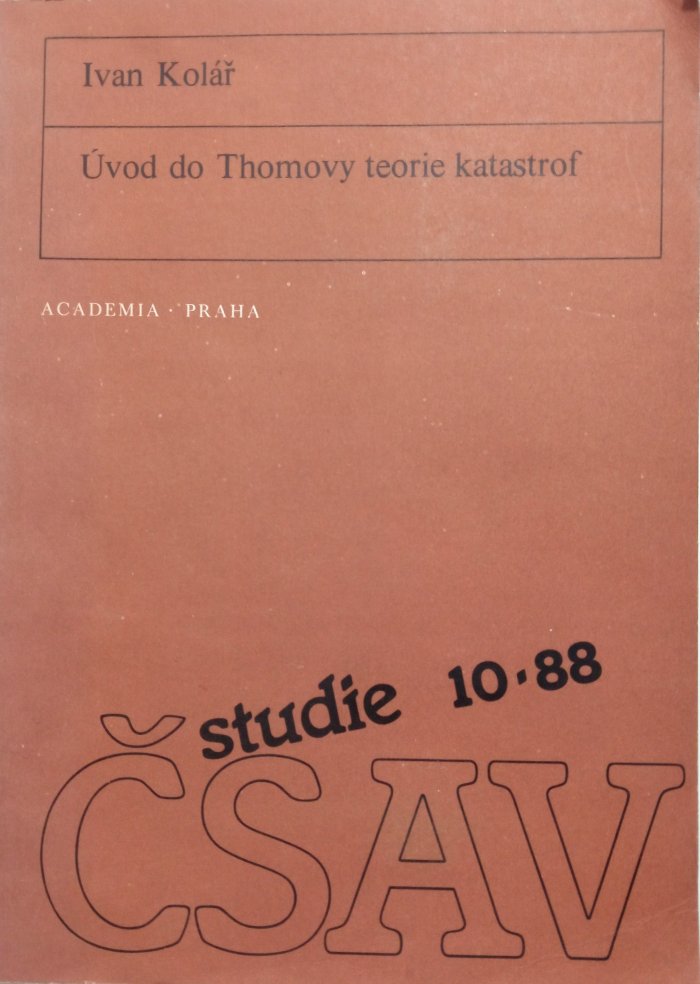 Ivan Kolář
Úvod do Thomovy teorie katastrof
ACADEMIA · PRAHA
studie 10·88
ČSAV